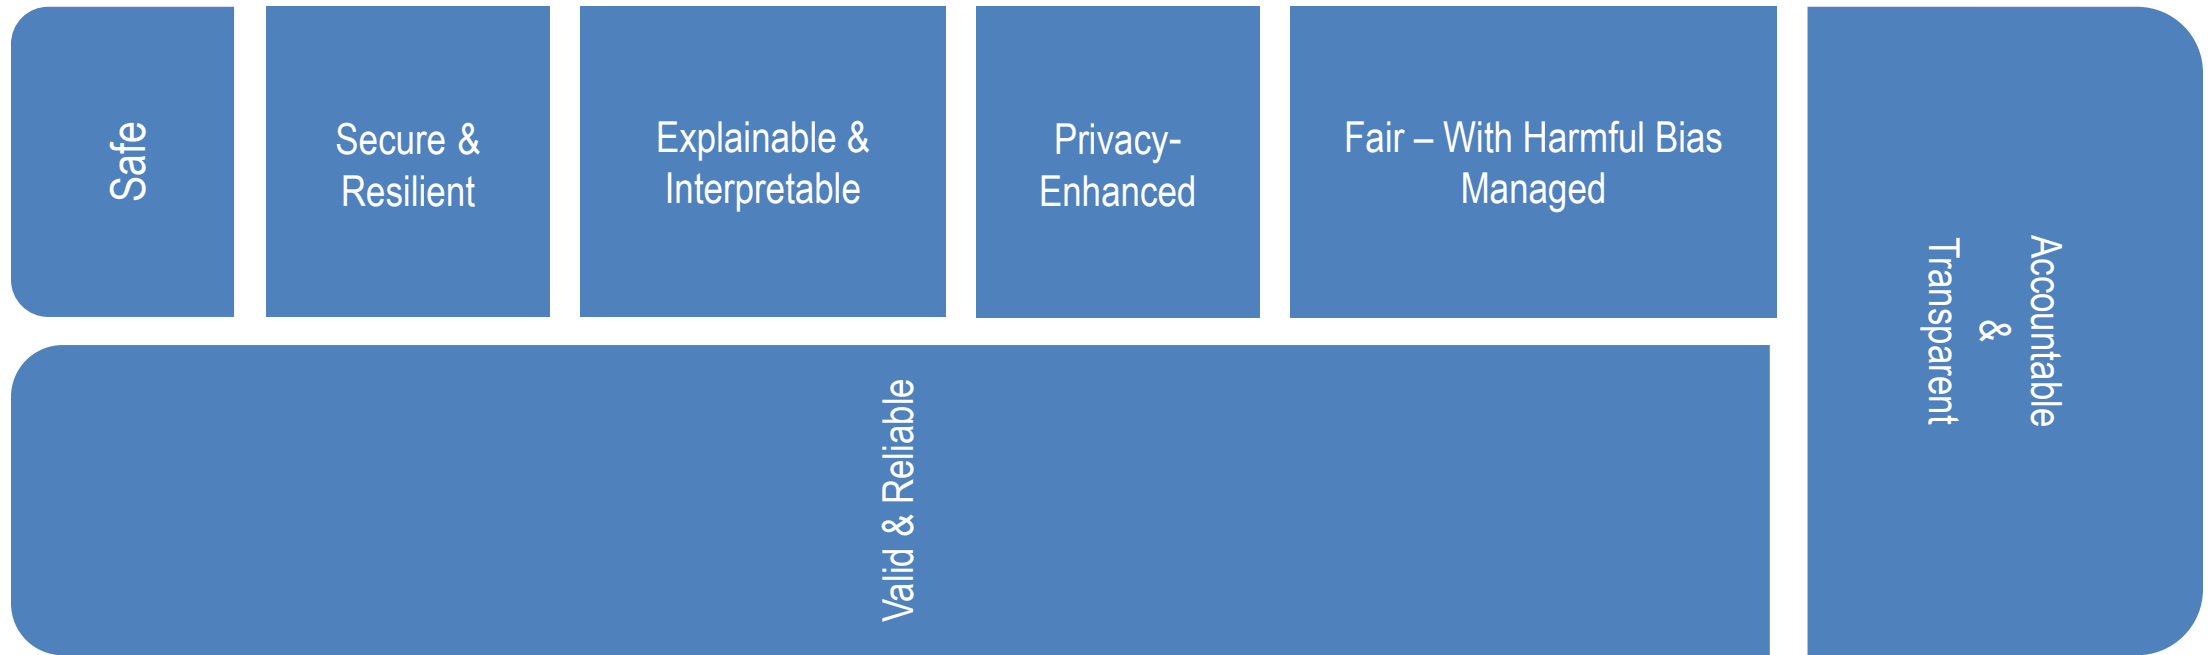 Safe
Secure &
Resilient
Explainable &
Interpretable
Privacy-
Enhanced
Fair – With Harmful Bias
Managed
Valid & Reliable
Accountable
&
Transparent